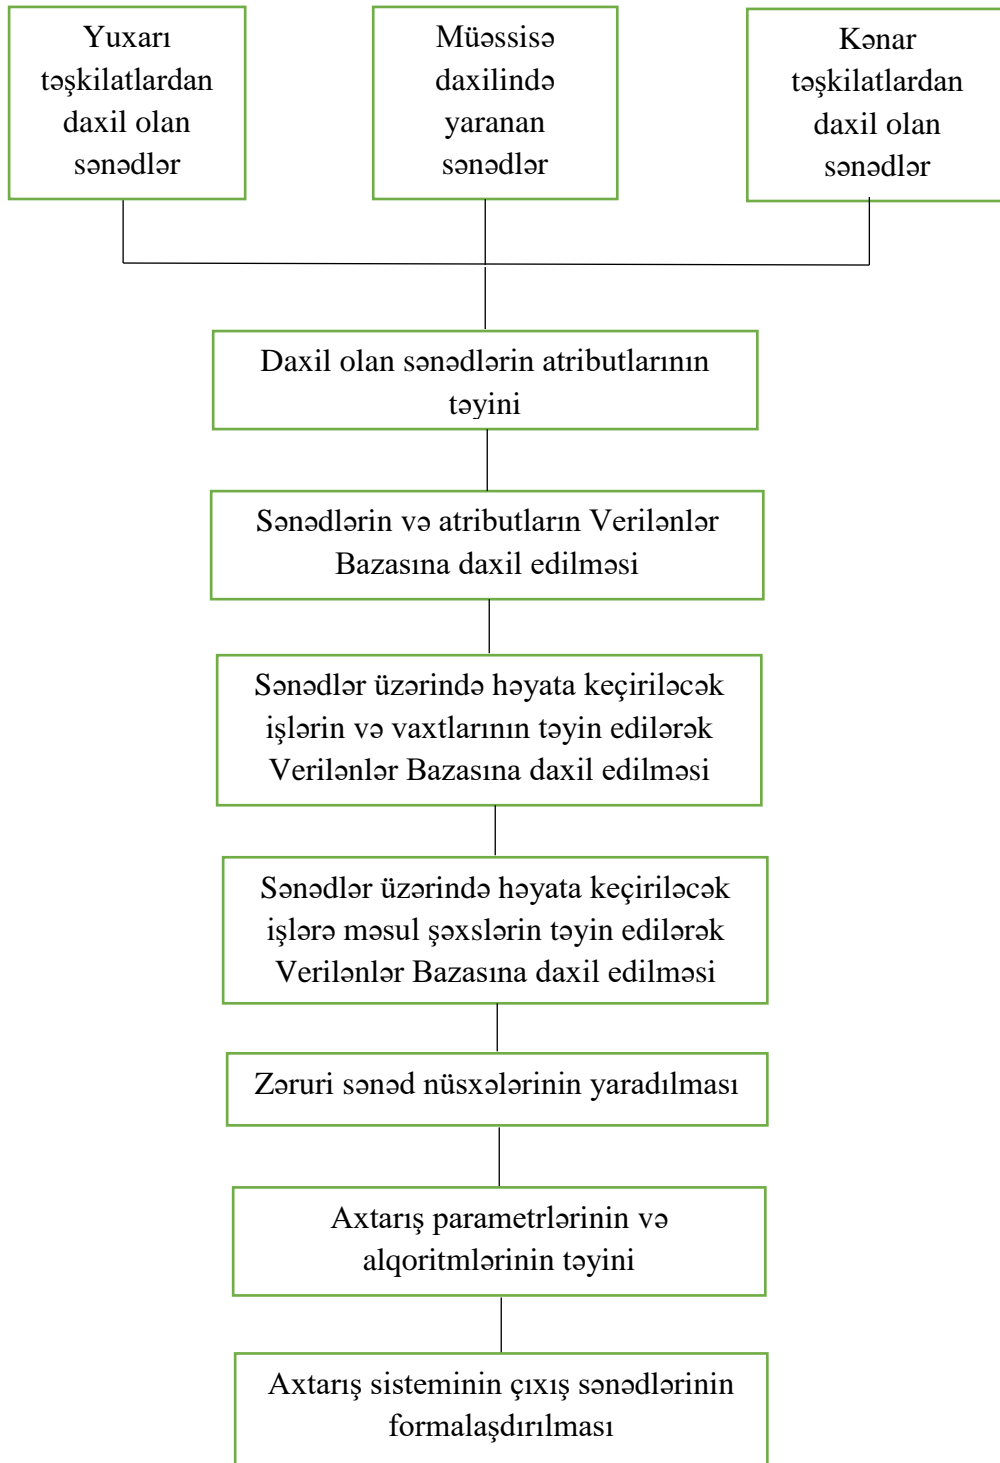 Yuxarı
təşkilatlardan
daxil olan
sənədlər
Müəssisə
daxilində
yaranan
sənədlər
Kənar
təşkilatlardan
daxil olan
sənədlər
Daxil olan sənədlərin atributlarının
təyini
Sənədlərin və atributların Verilənlər
Bazasına daxil edilməsi
Sənədlər üzərində həyata keçiriləcək
işlərin və vaxtlarının təyin edilərək
Verilənlər Bazasına daxil edilməsi
Sənədlər üzərində həyata keçiriləcək
işlərə məsul şəxslərin təyin edilərək
Verilənlər Bazasına daxil edilməsi
Zəruri sənəd nüsxələrinin yaradılması
Axtarış parametrlərinin və
alqoritmlərinin təyini
Axtarış sisteminin çıxış sənədlərinin
formalaşdırılması